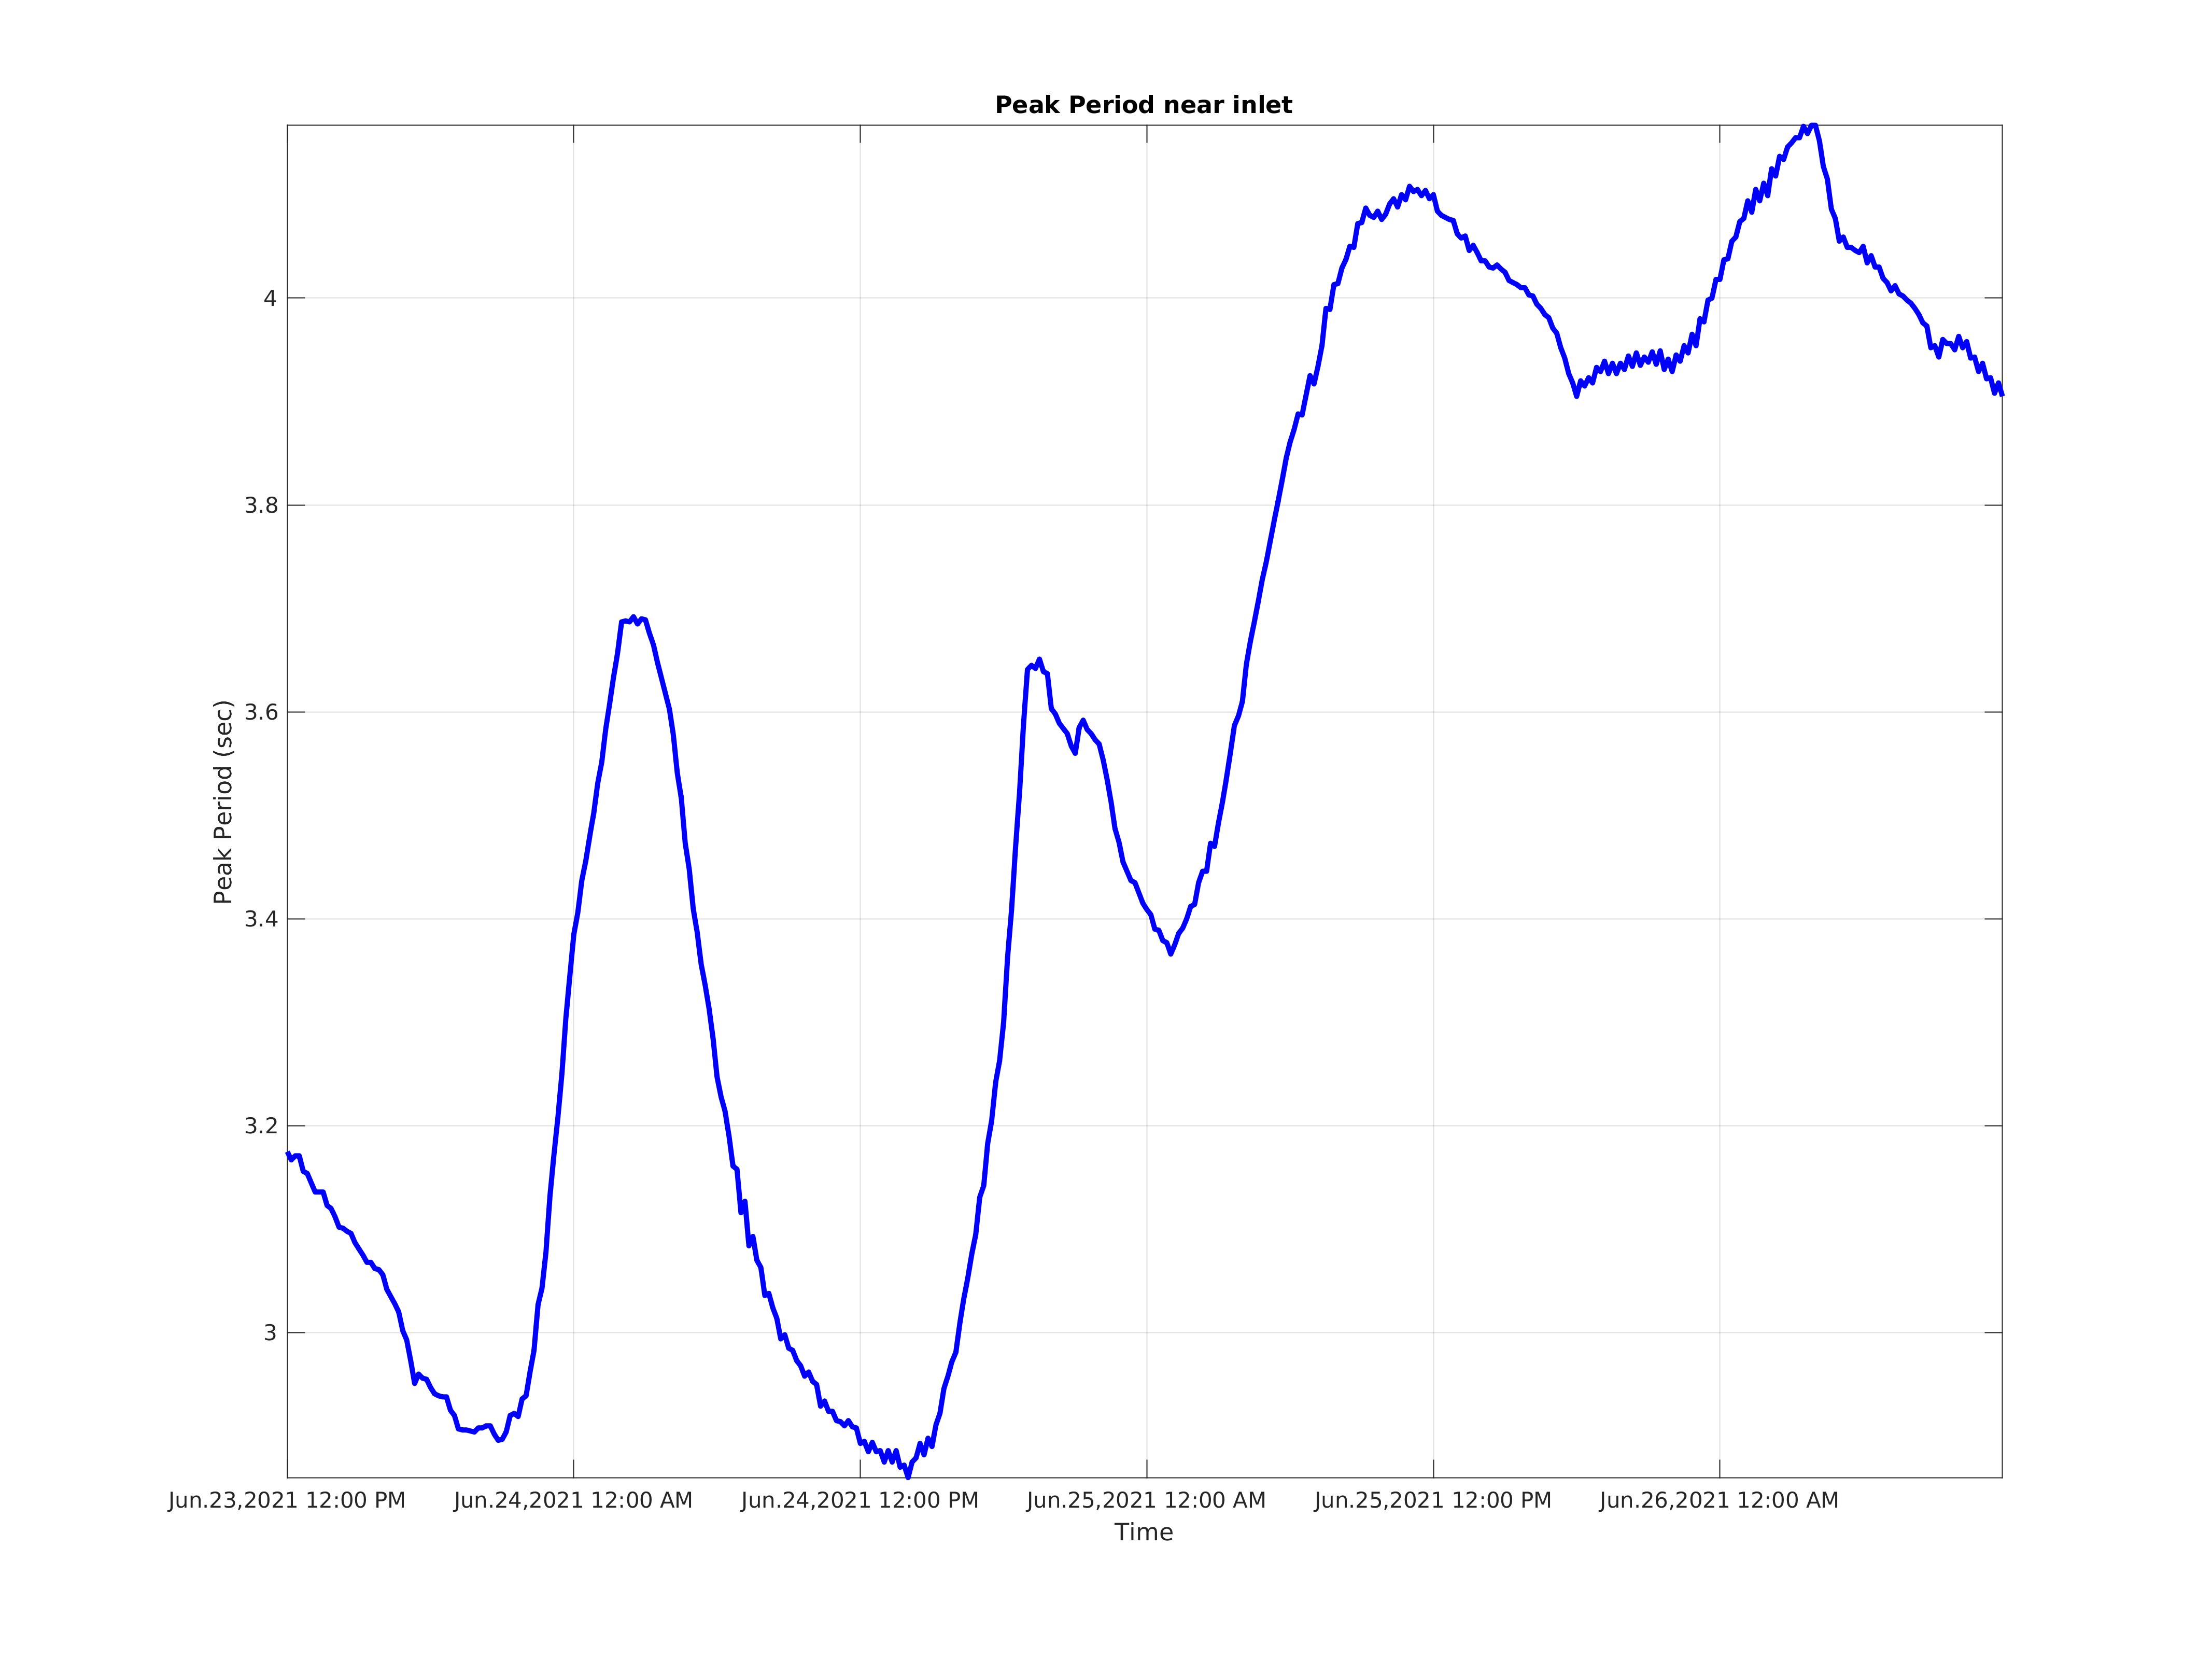 Peak Period near inlet
Peak Period (sec)
4
3.8
3.6
3.4
3.2
3
Jun.23,2021 12:00 PM
Jun.24,2021 12:00 AM
Jun.24,2021 12:00 PM
Jun.25,2021 12:00 AM
Jun.25,2021 12:00 PM
Jun.26,2021 12:00 AM
Time